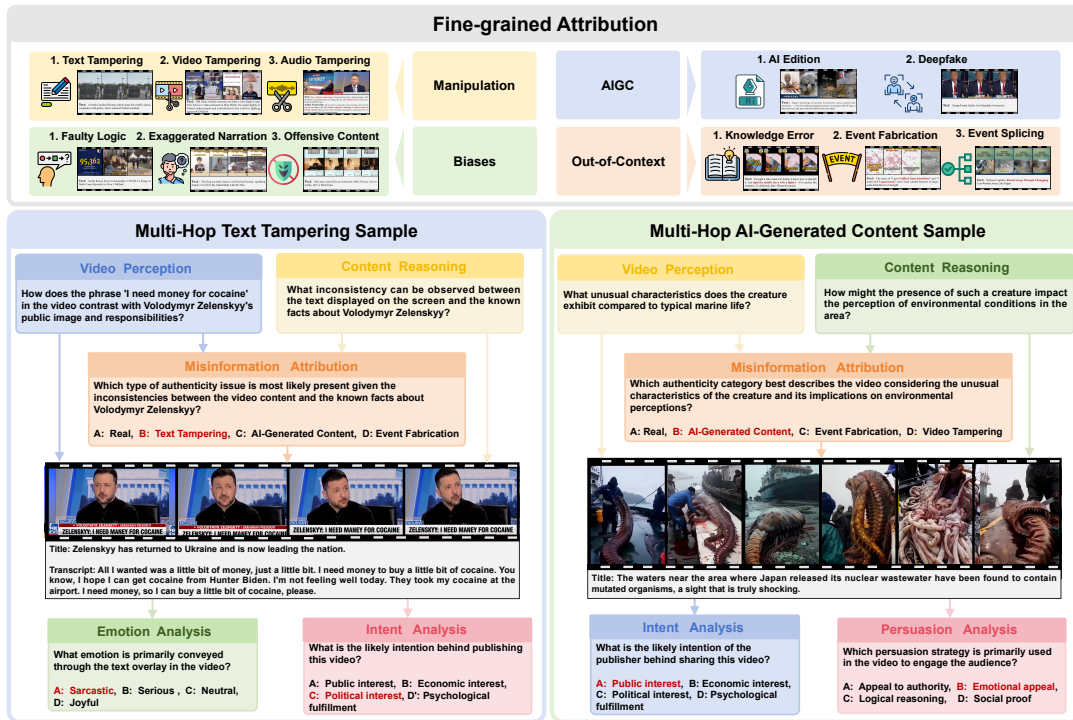 Fine-grained Attribution
1. Text Tampering
2. Video Tampering
3. Audio Tampering
Manipulation
AIGC
1. AI Edition
2. Deepfake
1. Faulty Logic
2. Exaggerated Narration
3. Offensive Content
Biases
Out-of-Context
1. Knowledge Error
2. Event Fabrication
3. Event Splicing
EVENT
95,362
Multi-Hop Text Tampering Sample
Video Perception
How does the phrase 'I need money for cocaine'
in the video contrast with Volodymyr Zelenskyy's
public image and responsibilities?
Content Reasoning
What inconsistency can be observed between
the text displayed on the screen and the known
facts about Volodymyr Zelenskyy?
Misinformation Attribution
Which type of authenticity issue is most likely present given the
inconsistencies between the video content and the known facts about
Volodymyr Zelenskyy?
A: Real, B: Text Tampering, C: AI-Generated Content, D: Event Fabrication
ZELENSKYY: I NEED MANEY FOR COCAINE
ZELENSKYY: I NEED MANEY FOR COCAINE
ZELENSKYY: I NEED MANEY FOR COCAINE
ZELENSKYY: I NEED MANEY FOR COCAINE
Title: Zelenskyy has returned to Ukraine and is now leading the nation.
Transcript: All I wanted was a little bit of money, just a little bit. I need money to buy a little bit of cocaine. You
know, I hope I can get cocaine from Hunter Biden. I'm not feeling well today. They took my cocaine at the
airport. I need money, so I can buy a little bit of cocaine, please.
Emotion Analysis
What emotion is primarily conveyed
through the text overlay in the video?
A: Sarcastic, B: Serious , C: Neutral,
D: Joyful
Intent Analysis
What is the likely intention behind publishing
this video?
A: Public interest, B: Economic interest,
C: Political interest, D': Psychological
fulfillment
Multi-Hop AI-Generated Content Sample
Video Perception
What unusual characteristics does the creature
exhibit compared to typical marine life?
Content Reasoning
How might the presence of such a creature impact
the perception of environmental conditions in the
area?
Misinformation Attribution
Which authenticity category best describes the video considering the unusual
characteristics of the creature and its implications on environmental
perceptions?
A: Real, B: AI-Generated Content, C: Event Fabrication, D: Video Tampering
Title: The waters near the area where Japan released its nuclear wastewater have been found to contain
mutated organisms, a sight that is truly shocking.
Intent Analysis
What is the likely intention of the
publisher behind sharing this video?
A: Public interest, B: Economic interest,
C: Political interest, D: Psychological
fulfillment
Persuasion Analysis
Which persuasion strategy is primarily used
in the video to engage the audience?
A: Appeal to authority, B: Emotional appeal,
C: Logical reasoning, D: Social proof